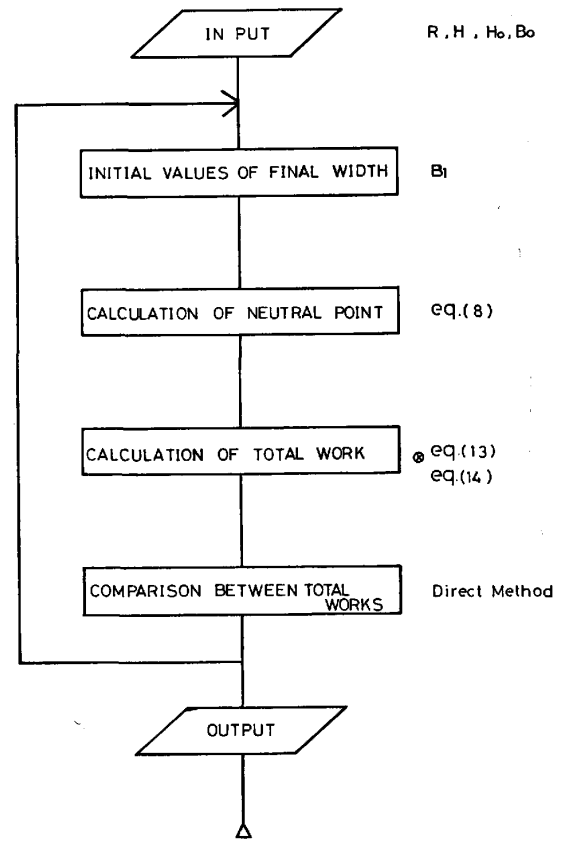 IN PUT
R, H, Ho, Bo
INITIAL VALUES OF FINAL WIDTH
B1
CALCULATION OF NEUTRAL POINT
eq.(8)
CALCULATION OF TOTAL WORK
⊗ eq.(13)
eq.(14)
COMPARISON BETWEEN TOTAL
WORKS
Direct Method
OUTPUT